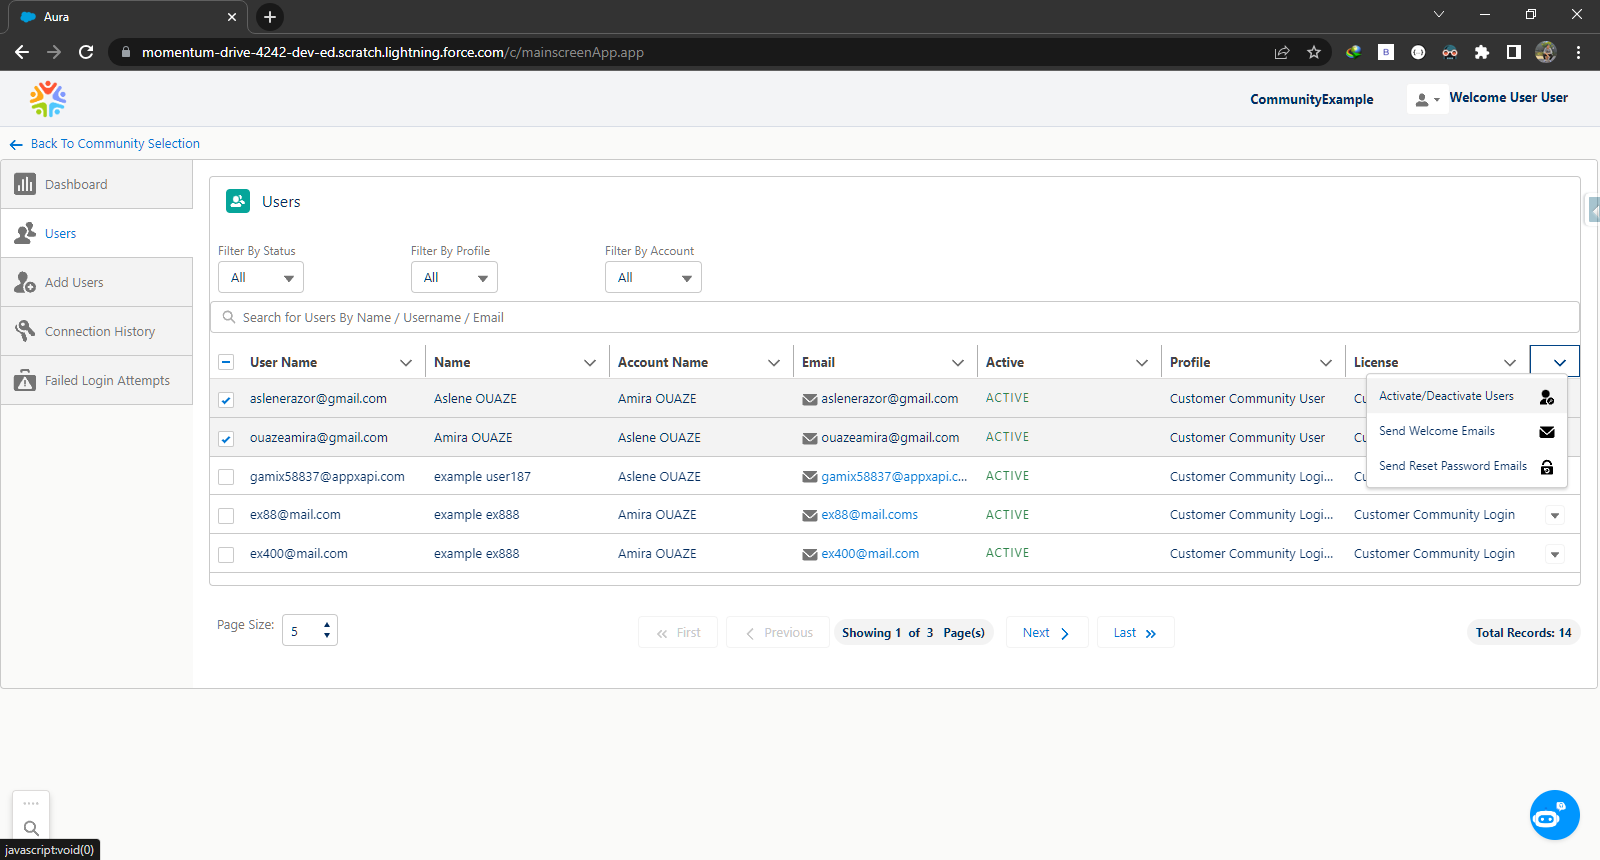 Aura
momentum-drive-4242-dev-ed.scratch.lightning.force.com/c/mainscreenApp.app
CommunityExample
Welcome User User
Back To Community Selection
Dashboard
Users
Add Users
Connection History
Failed Login Attempts
Users
Filter By Status Filter By Profile Filter By Account
All All All
Search for Users By Name / Username / Email
User Name Name Account Name Email Active Profile License
aslenerazor@gmail.com Aslene OUAZE Amira OUAZE aslenerazor@gmail.com ACTIVE Customer Community User Cu
ouazeamira@gmail.com Amira OUAZE Aslene OUAZE ouazeamira@gmail.com ACTIVE Customer Community User Cu
gamix58837@appxapi.com example user187 Aslene OUAZE gamix58837@appxapi.c... ACTIVE Customer Community Logi... Customer Community Login
ex88@mail.com example ex888 Amira OUAZE ex88@mail.coms ACTIVE Customer Community Logi... Customer Community Login
ex400@mail.com example ex888 Amira OUAZE ex400@mail.com ACTIVE Customer Community Logi... Customer Community Login
Activate/Deactivate Users
Send Welcome Emails
Send Reset Password Emails
Page Size: 5
First Previous Showing 1 of 3 Page(s) Next Last
Total Records: 14
javascript:void(0)